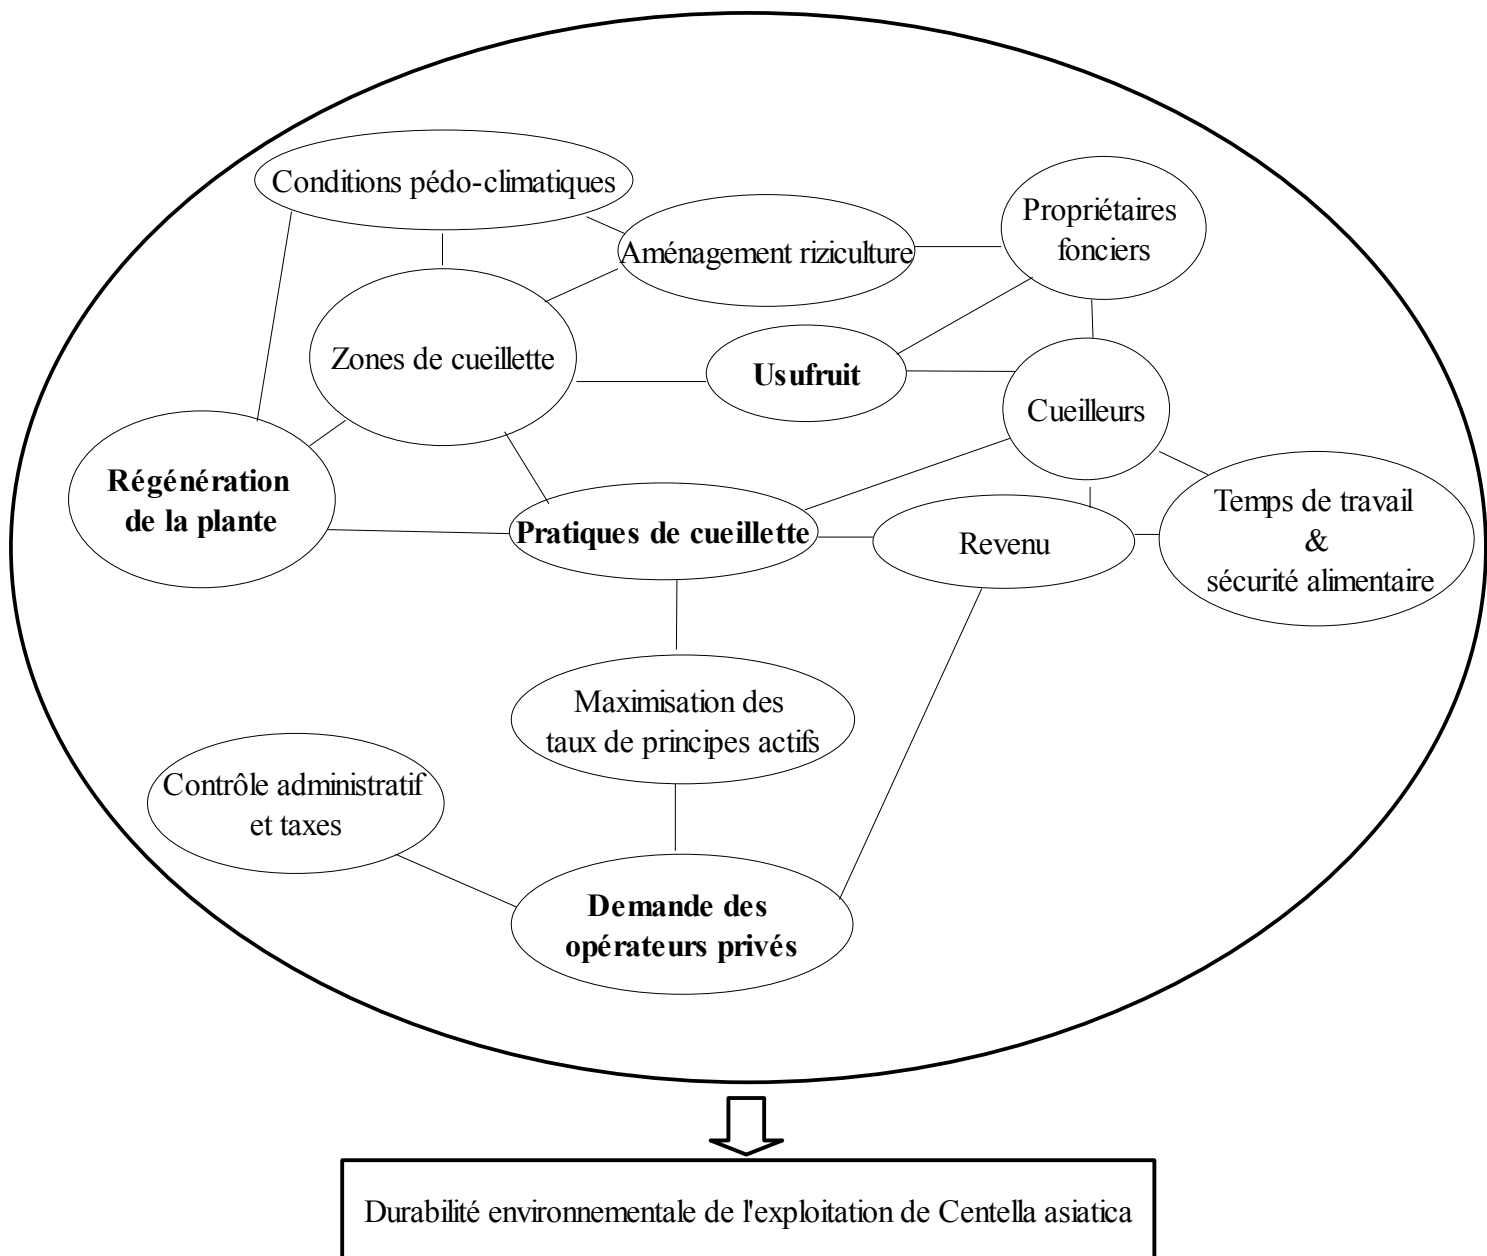 Conditions pédo-climatiques
Propriétaires
fonciers
Aménagement riziculture
Zones de cueillette
Usufruit
Cueilleurs
Régénération
de la plante
Pratiques de cueillette
Revenu
Temps de travail
&
sécurité alimentaire
Maximisation des
taux de principes actifs
Contrôle administratif
et taxes
Demande des
opérateurs privés
Durabilité environnementale de l'exploitation de Centella asiatica